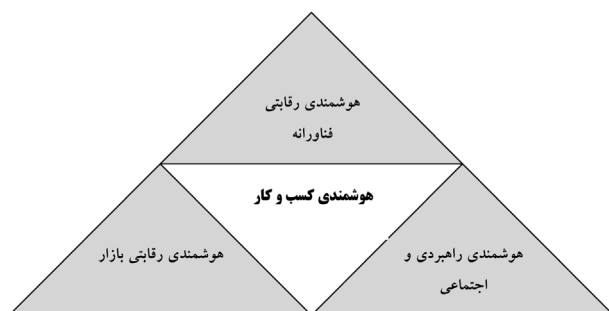 هوشمندی رقابتی
فناورانه
هوشمندی کسب و کار
هوشمندی راهبردی و
اجتماعی
هوشمندی رقابتی بازار